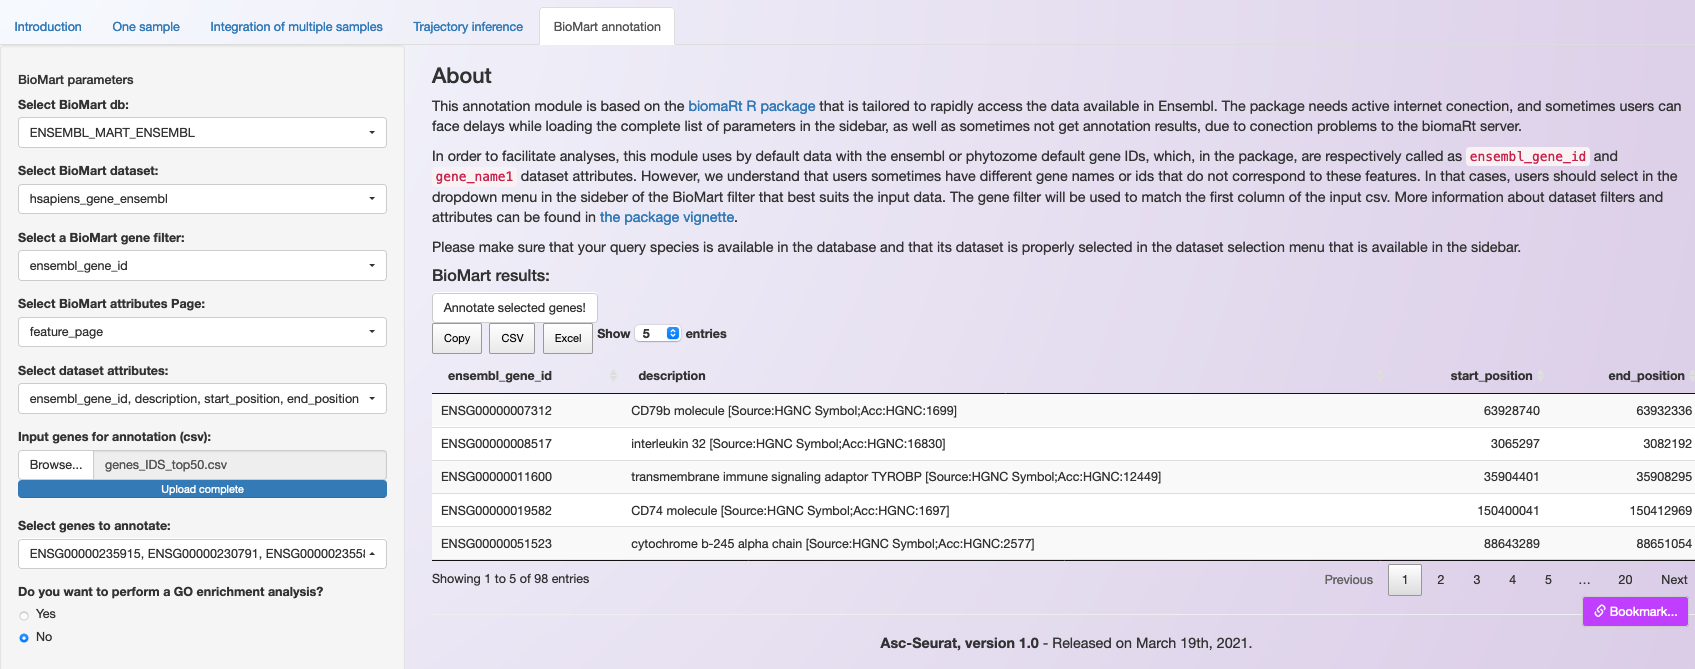 Introduction One sample Integration of multiple samples Trajectory inference BioMart annotation
BioMart parameters
Select BioMart db:
ENSEMBL_MART_ENSEMBL
Select BioMart dataset:
hsapiens_gene_ensembl
Select a BioMart gene filter:
ensembl_gene_id
Select BioMart attributes Page:
feature_page
Select dataset attributes:
ensembl_gene_id, description, start_position, end_position
Input genes for annotation (csv):
Browse... genes_IDS_top50.csv
Upload complete
Select genes to annotate:
ENSG00000235915, ENSG00000230791, ENSG0000023558
Do you want to perform a GO enrichment analysis?
Yes
No
About
This annotation module is based on the biomaRt R package that is tailored to rapidly access the data available in Ensembl. The package needs active internet conection, and sometimes users can
face delays while loading the complete list of parameters in the sidebar, as well as sometimes not get annotation results, due to conection problems to the biomaRt server.
In order to facilitate analyses, this module uses by default data with the ensembl or phytozome default gene IDs, which, in the package, are respectively called as ensembl_gene_id and
gene_name1 dataset attributes. However, we understand that users sometimes have different gene names or ids that do not correspond to these features. In that cases, users should select in the
dropdown menu in the sideber of the BioMart filter that best suits the input data. The gene filter will be used to match the first column of the input csv. More information about dataset filters and
attributes can be found in the package vignette.
Please make sure that your query species is available in the database and that its dataset is properly selected in the dataset selection menu that is available in the sidebar.
BioMart results:
Annotate selected genes!
Copy CSV Excel Show 5 entries
ensembl_gene_id description start_position end_position
ENSG00000007312 CD79b molecule [Source:HGNC Symbol;Acc:HGNC:1699] 63928740 63932336
ENSG00000008517 interleukin 32 [Source:HGNC Symbol;Acc:HGNC:16830] 3065297 3082192
ENSG00000011600 transmembrane immune signaling adaptor TYROBP [Source:HGNC Symbol;Acc:HGNC:12449] 35904401 35908295
ENSG00000019582 CD74 molecule [Source:HGNC Symbol;Acc:HGNC:1697] 150400041 150412969
ENSG00000051523 cytochrome b-245 alpha chain [Source:HGNC Symbol;Acc:HGNC:2577] 88643289 88651054
Showing 1 to 5 of 98 entries Previous 1 2 3 4 5 … 20 Next
Bookmark...
Asc-Seurat, version 1.0 - Released on March 19th, 2021.